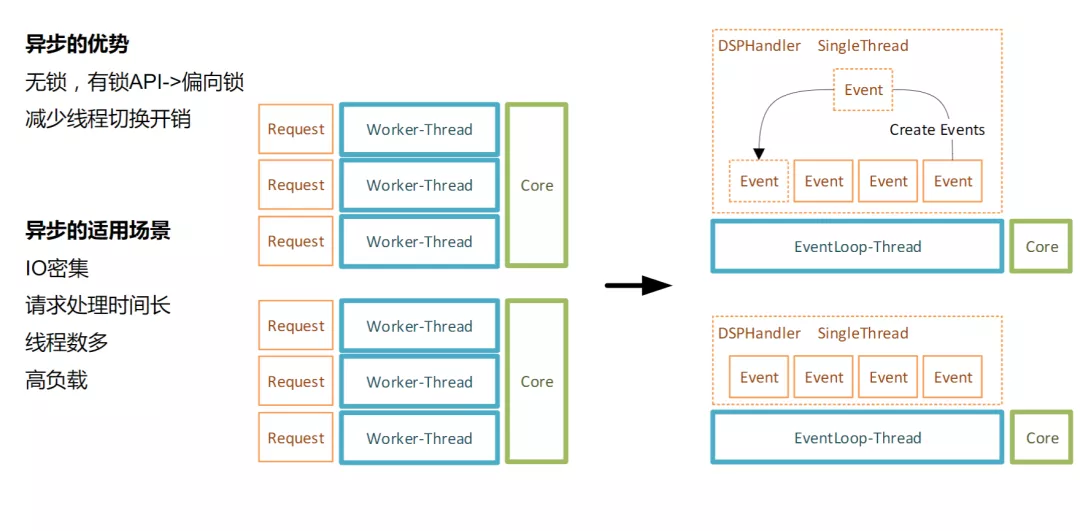 异步的优势
无锁，有锁API->偏向锁
减少线程切换开销
异步的适用场景
IO密集
请求处理时间长
线程数多
高负载
Request Worker-Thread
Request Worker-Thread Core
Request Worker-Thread
Request Worker-Thread
Request Worker-Thread Core
Request Worker-Thread
DSPHandler SingleThread
Event
Create Events
Event Event Event Event
EventLoop-Thread Core
DSPHandler SingleThread
Event Event Event Event
EventLoop-Thread Core